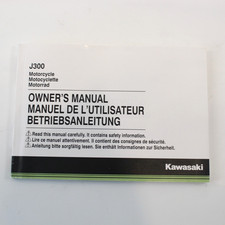 J300
Motorcycle
Motocyclette
Motorrad
OWNER'S MANUAL
MANUEL DE L'UTILISATEUR
BETRIEBSANLEITUNG
Read this manual carefully. It contains safety information.
Lire ce manuel attentivement. Il contient des consignes de sécurité.
Anleitung bitte sorgfältig lesen. Sie enthält Informationen zur Sicherheit.
Kawasaki